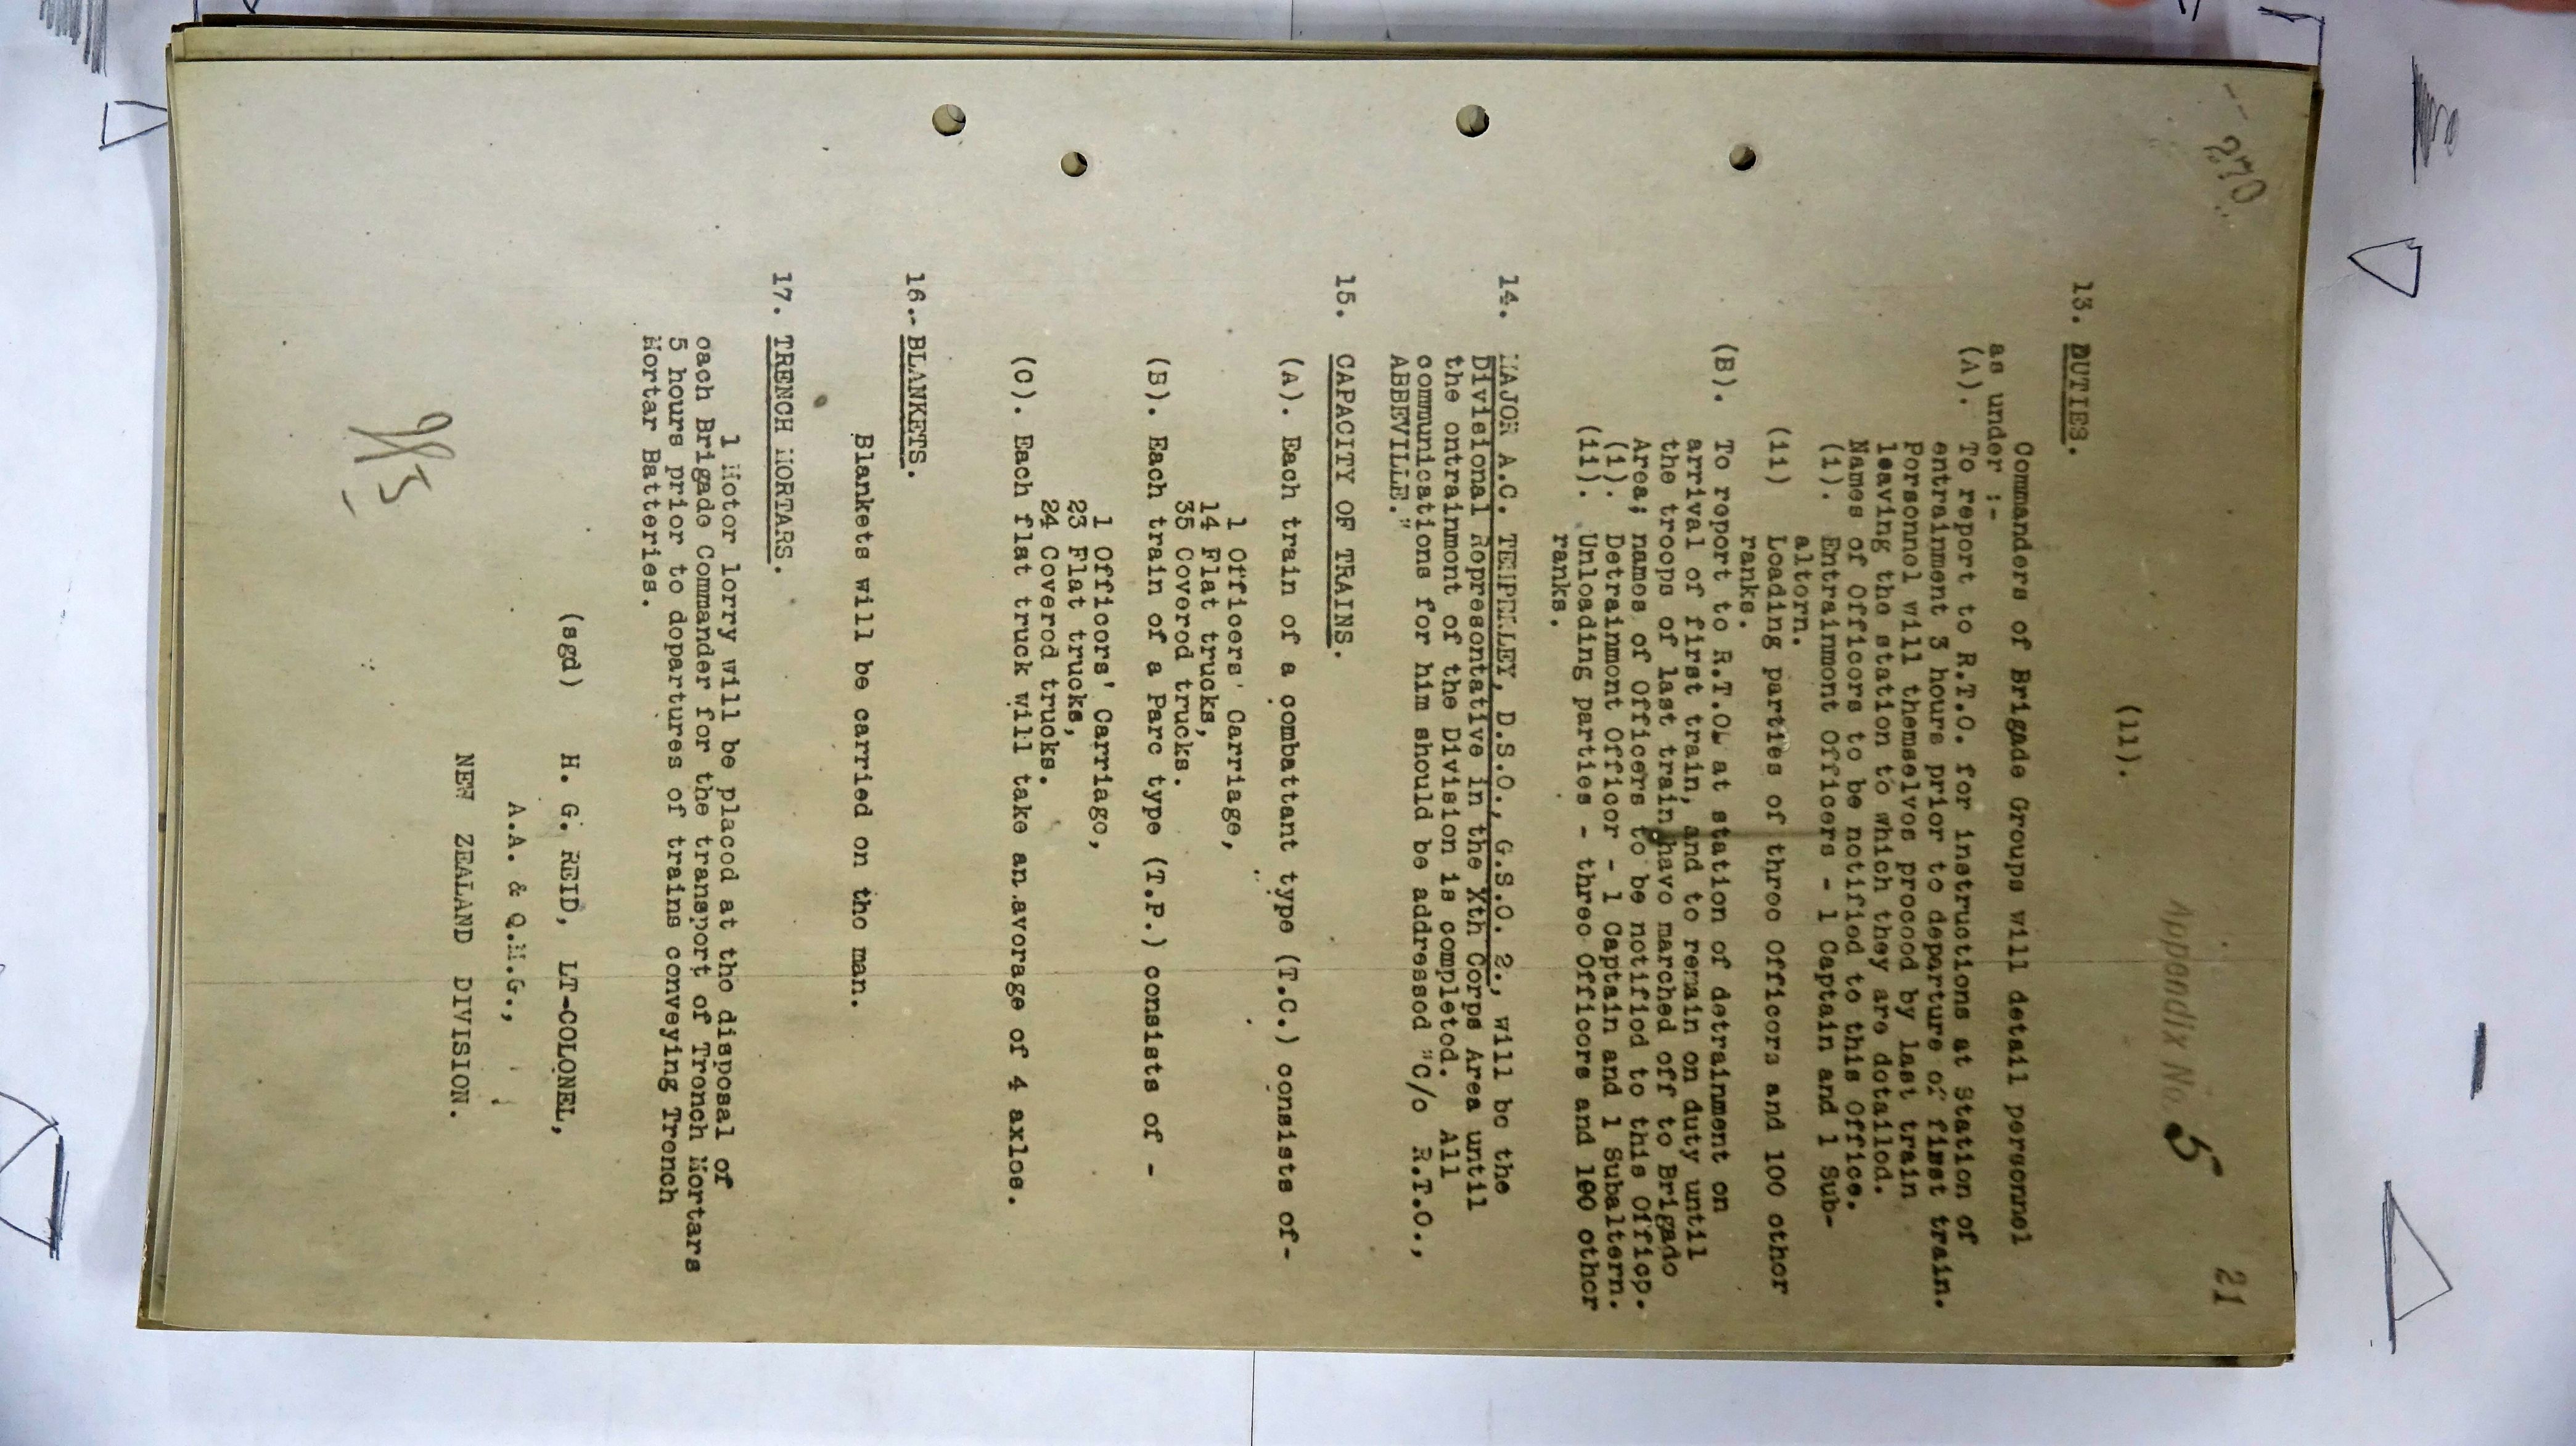 270
21
Appendix No. 5
(11).
13. DUTIES.
Commanders of Brigade Groups will detail personnel
as under :-
(A). To report to R.T.O. for instructions at Station of
entrainment 3 hours prior to departure of first train.
Personnel will themselves proceed by last train
leaving the station to which they are detailed.
Names of Officers to be notified to this Office.
(i). Entrainment Officers - 1 Captain and 1 Sub-
altern.
(ii) Loading parties of three Officers and 100 other
ranks.
(B). To report to R.T.O. at station of detrainment on
arrival of first train, and to remain on duty until
the troops of last train have marched off to Brigade
Area; names of Officers to be notified to this Office.
(i). Detrainment Officer - 1 Captain and 1 Subaltern.
(ii). Unloading parties - three Officers and 100 other
ranks.
14. MAJOR A.C. TEMPERLEY, D.S.O., G.S.O. 2., will be the
Divisional Representative in the Xth Corps Area until
the entrainment of the Division is completed. All
communications for him should be addressed "C/o R.T.O.,
ABBEVILLE."
15. CAPACITY OF TRAINS.
(A). Each train of a combattant type (T.C.) consists of-
1 Officers' Carriage,
14 Flat trucks,
35 Covered trucks.
(B). Each train of a Parc type (T.P.) consists of -
1 Officers' Carriage,
23 Flat trucks,
24 Covered trucks.
(C). Each flat truck will take an average of 4 axles.
16.- BLANKETS.
Blankets will be carried on the man.
17. TRENCH MORTARS.
1 Motor lorry will be placed at the disposal of
each Brigade Commander for the transport of Trench Mortars
5 hours prior to departures of trains conveying Trench
Mortar Batteries.
(sgd) H. G. REID, LT-COLONEL,
A.A. & Q.M.G.,
NEW ZEALAND DIVISION.